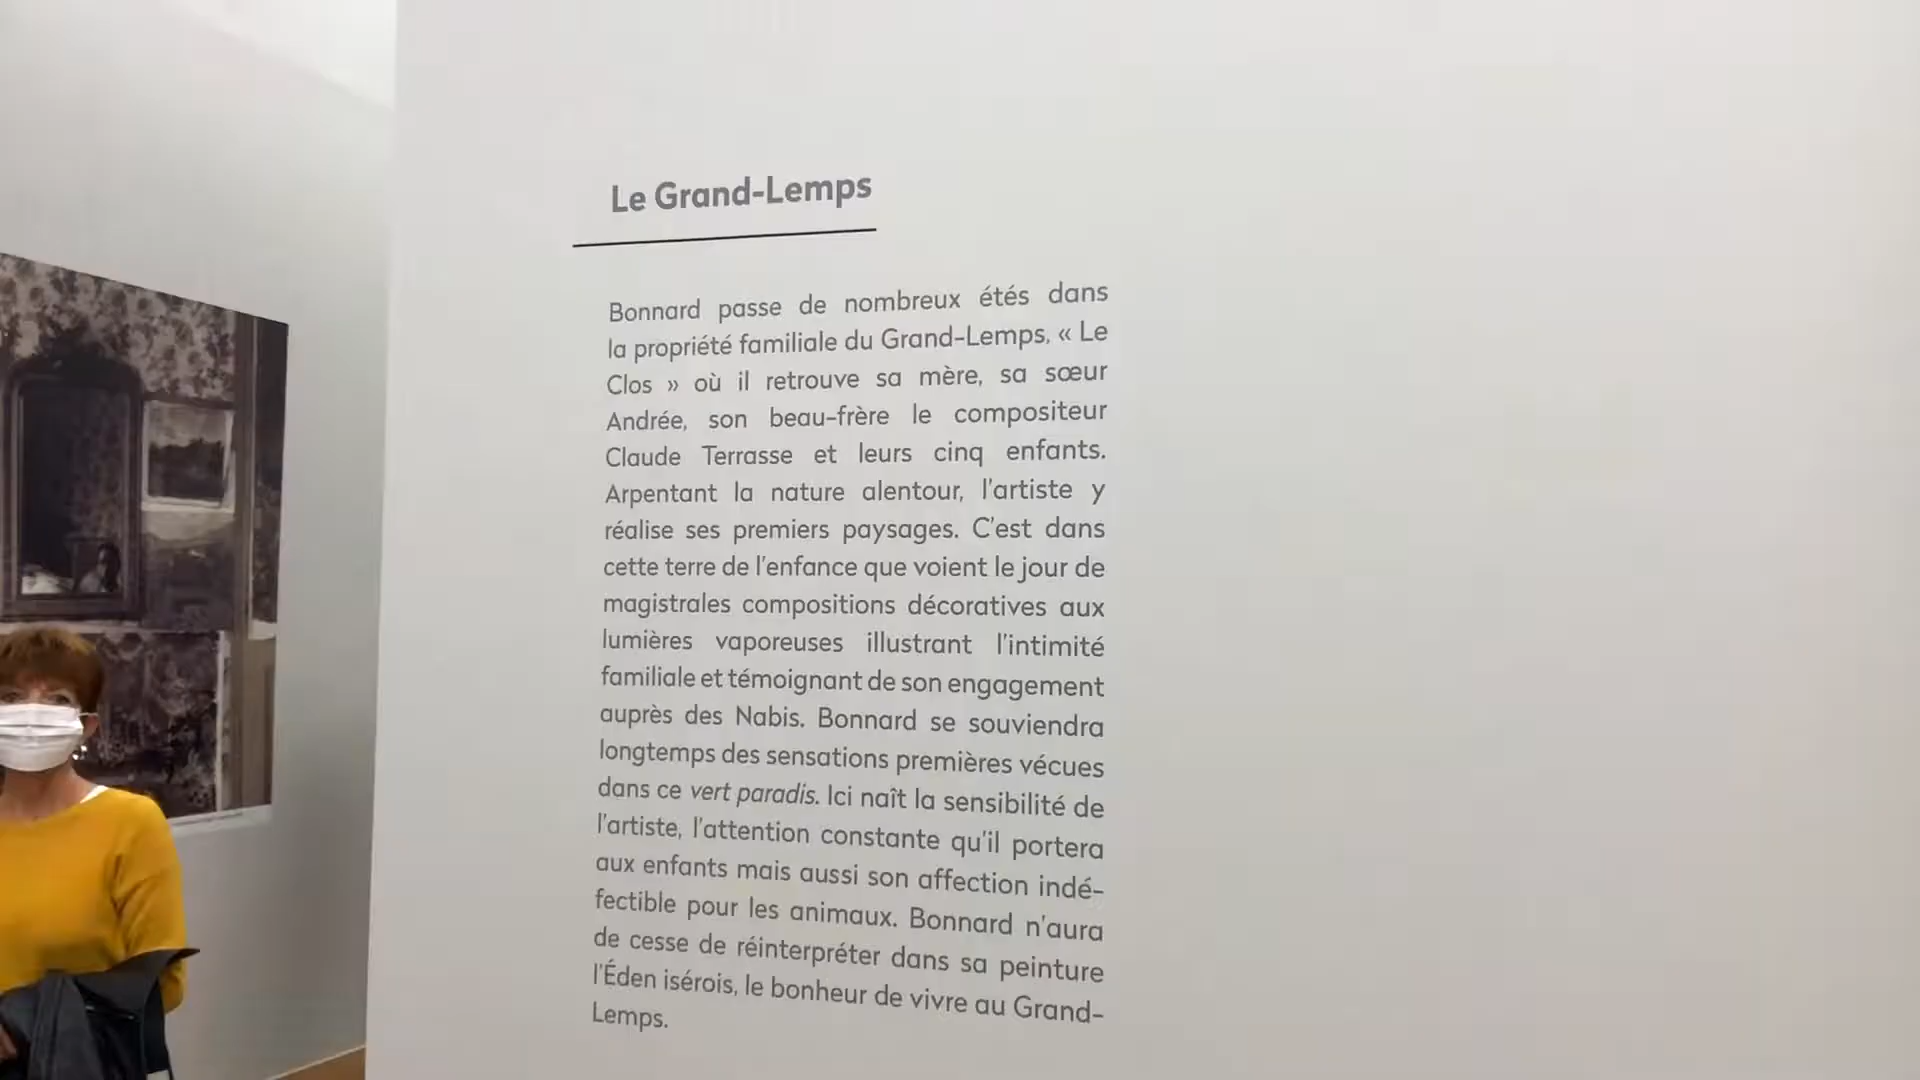 Le Grand-Lemps
Bonnard passe de nombreux étés dans
la propriété familiale du Grand-Lemps, « Le
Clos » où il retrouve sa mère, sa sœur
Andrée, son beau-frère le compositeur
Claude Terrasse et leurs cinq enfants.
Arpentant la nature alentour, l'artiste y
réalise ses premiers paysages. C'est dans
cette terre de l'enfance que voient le jour de
magistrales compositions décoratives aux
lumières vaporeuses illustrant l'intimité
familiale et témoignant de son engagement
auprès des Nabis. Bonnard se souviendra
longtemps des sensations premières vécues
dans ce vert paradis. Ici naît la sensibilité de
l'artiste, l'attention constante qu'il portera
aux enfants mais aussi son affection indé-
fectible pour les animaux. Bonnard n'aura
de cesse de réinterpréter dans sa peinture
l'Éden isérois, le bonheur de vivre au Grand-
Lemps.